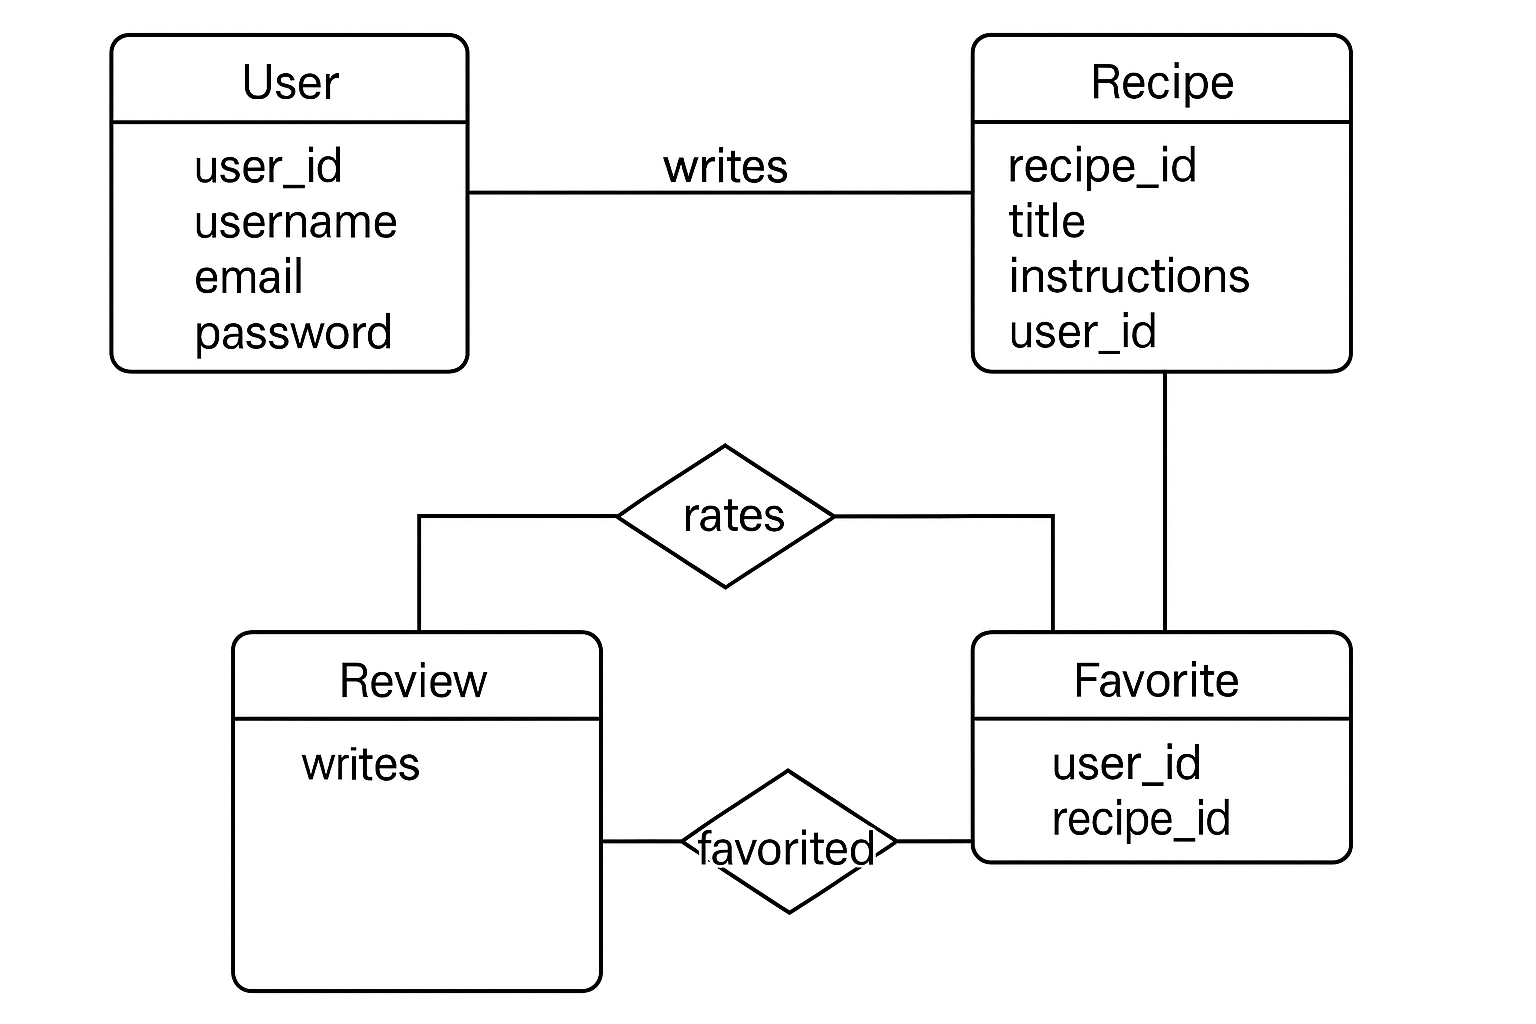 User
user_id
username
email
password
writes
Recipe
recipe_id
title
instructions
user_id
rates
Review
writes
favorited
Favorite
user_id
recipe_id